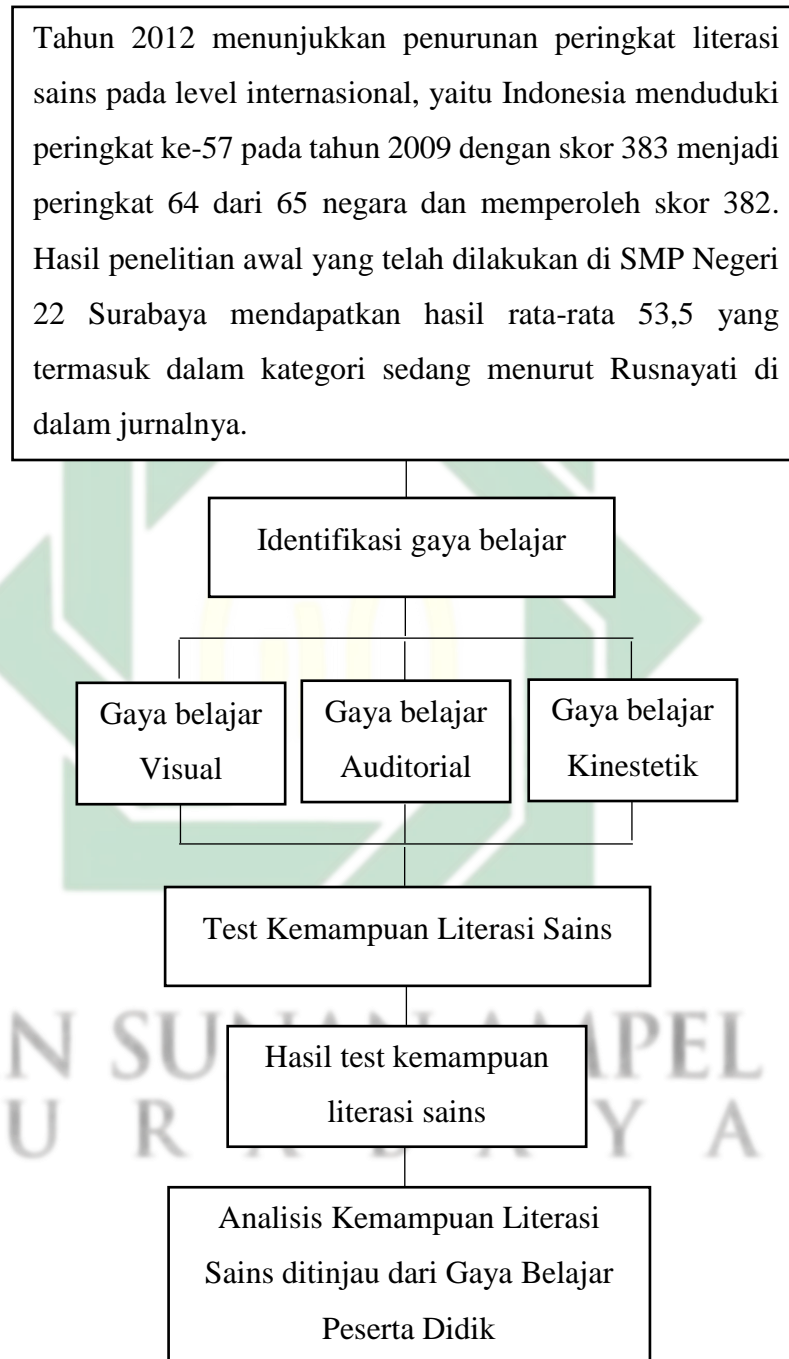 Tahun 2012 menunjukkan penurunan peringkat literasi
sains pada level internasional, yaitu Indonesia menduduki
peringkat ke-57 pada tahun 2009 dengan skor 383 menjadi
peringkat 64 dari 65 negara dan memperoleh skor 382.
Hasil penelitian awal yang telah dilakukan di SMP Negeri
22 Surabaya mendapatkan hasil rata-rata 53,5 yang
termasuk dalam kategori sedang menurut Rusnayati di
dalam jurnalnya.
Identifikasi gaya belajar
Gaya belajar
Visual
Gaya belajar
Auditorial
Gaya belajar
Kinestetik
Test Kemampuan Literasi Sains
Hasil test kemampuan
literasi sains
Analisis Kemampuan Literasi
Sains ditinjau dari Gaya Belajar
Peserta Didik